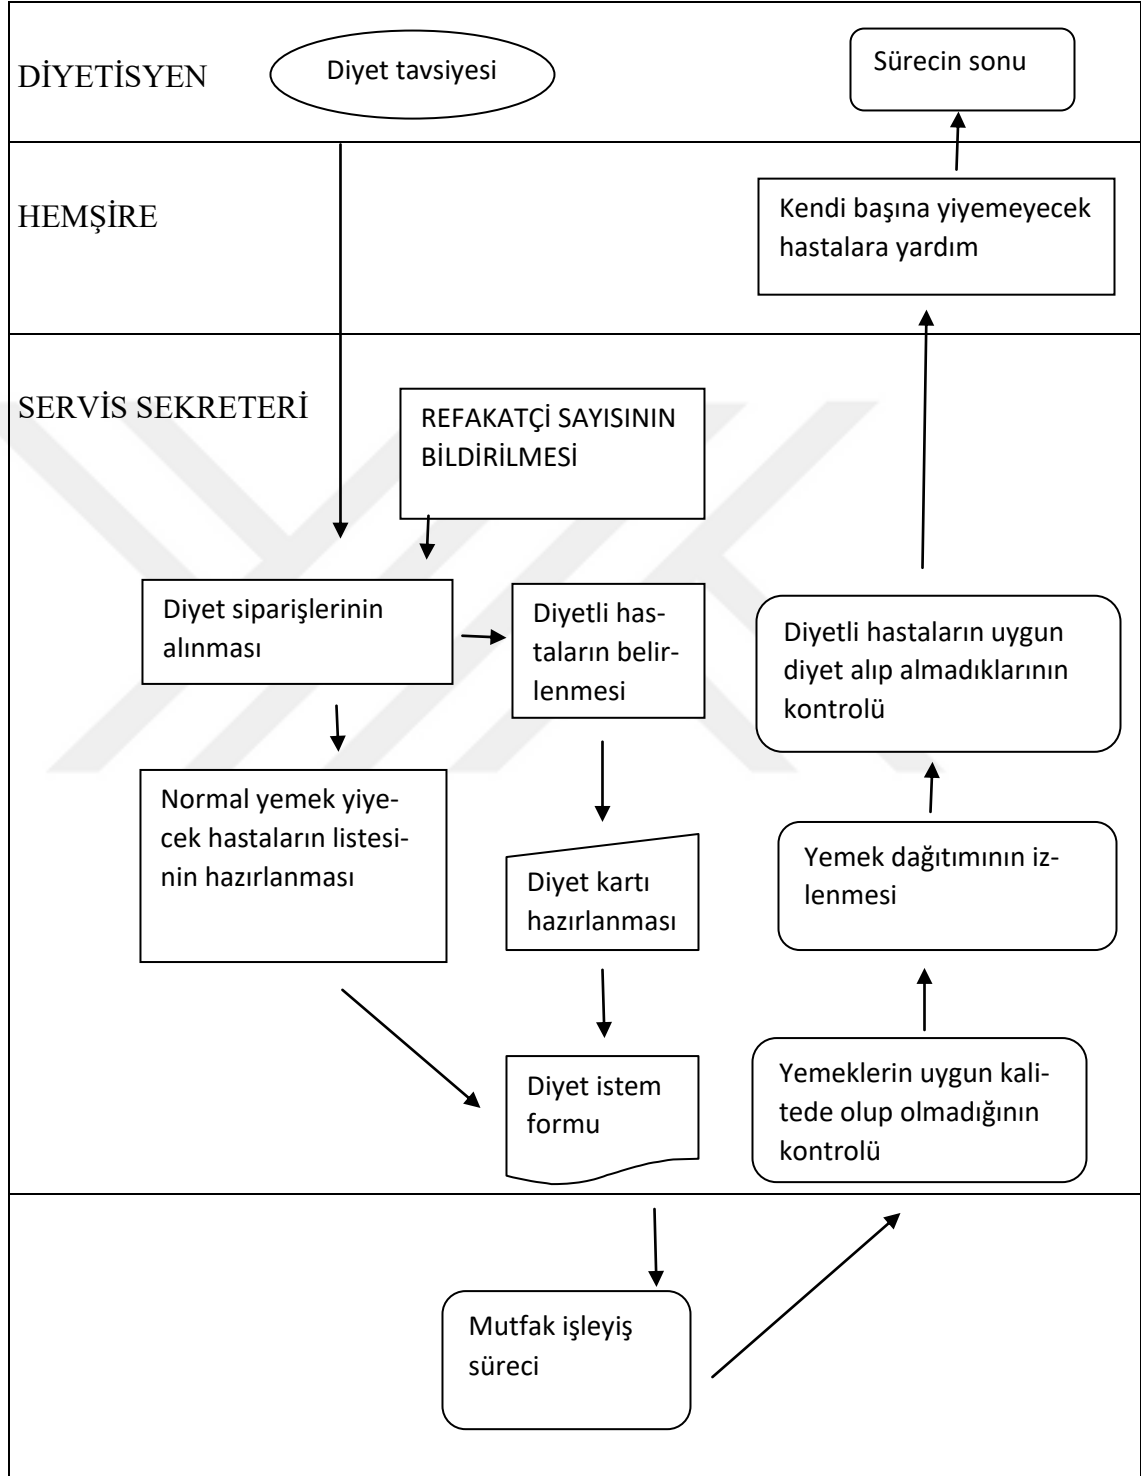 DİYETİSYEN
Diyet tavsiyesi
Sürecin sonu
HEMŞİRE
Kendi başına yiyemeyecek
hastalara yardım
SERVİS SEKRETERİ
REFAKATÇİ SAYISININ
BİLDİRİLMESİ
Diyet siparişlerinin
alınması
Diyetli has-
taların belir-
lenmesi
Diyetli hastaların uygun
diyet alıp almadıklarının
kontrolü
Normal yemek yiye-
cek hastaların listesi-
nin hazırlanması
Diyet kartı
hazırlanması
Yemek dağıtımının iz-
lenmesi
Diyet istem
formu
Yemeklerin uygun kali-
tede olup olmadığının
kontrolü
Mutfak işleyiş
süreci